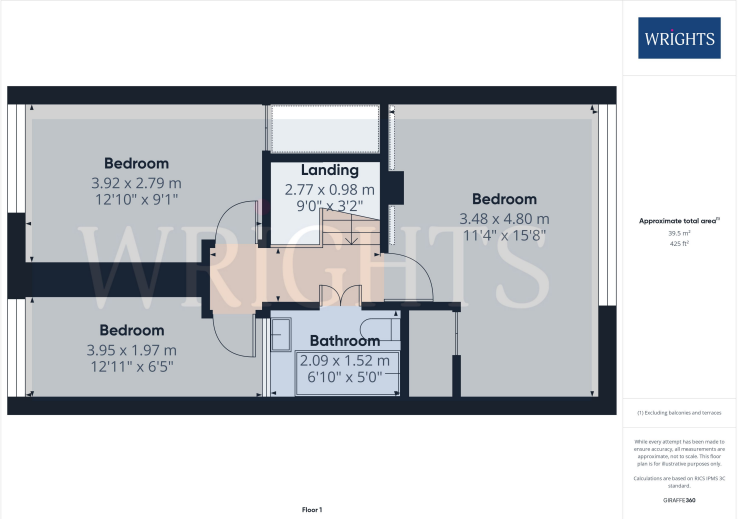 WRIGHTS
Bedroom
3.92 x 2.79 m
12'10" x 9'1"
Landing
2.77 x 0.98 m
9'0" x 3'2"
Bedroom
3.48 x 4.80 m
11'4" x 15'8"
WRIGHTS
Bedroom
3.95 x 1.97 m
12'11" x 6'5"
Bathroom
2.09 x 1.52 m
6'10" x 5'0"
Floor 1
Approximate total area(1)
39.5 m²
425 ft²
(1) Excluding balconies and terraces
While every attempt has been made to
ensure accuracy, all measurements are
approximate, not to scale. This floor
plan is for illustrative purposes only.
Calculations are based on RICS IPMS 3C
standard.
GIRAFFE360